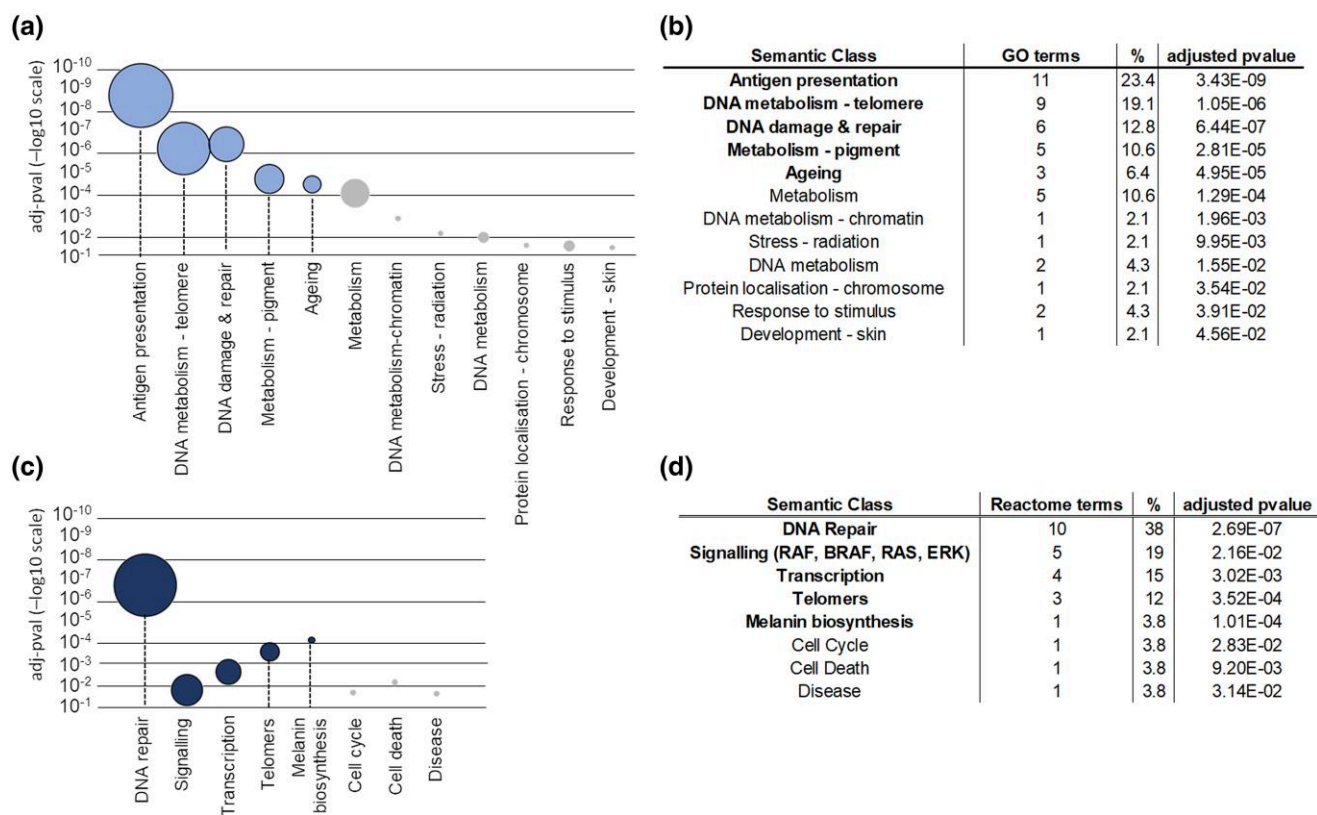 (a)
adj-pval (−log10 scale)
10-10
10-9
10-8
10-7
10-6
10-5
10-4
10-3
10-2
10-1
Antigen presentation
DNA metabolism - telomere
DNA damage & repair
Metabolism - pigment
Ageing
Metabolism
DNA metabolism-chromatin
Stress - radiation
DNA metabolism
Protein localisation - chromosome
Response to stimulus
Development - skin
(b)
Semantic Class GO terms % adjusted pvalue
Antigen presentation 11 23.4 3.43E-09
DNA metabolism - telomere 9 19.1 1.05E-06
DNA damage & repair 6 12.8 6.44E-07
Metabolism - pigment 5 10.6 2.81E-05
Ageing 3 6.4 4.95E-05
Metabolism 5 10.6 1.29E-04
DNA metabolism - chromatin 1 2.1 1.96E-03
Stress - radiation 1 2.1 9.95E-03
DNA metabolism 2 4.3 1.55E-02
Protein localisation - chromosome 1 2.1 3.54E-02
Response to stimulus 2 4.3 3.91E-02
Development - skin 1 2.1 4.56E-02
(c)
adj-pval (−log10 scale)
10-10
10-9
10-8
10-7
10-6
10-5
10-4
10-3
10-2
10-1
DNA repair
Signalling
Transcription
Telomers
Melanin
biosynthesis
Cell cycle
Cell death
Disease
(d)
Semantic Class Reactome terms % adjusted pvalue
DNA Repair 10 38 2.69E-07
Signalling (RAF, BRAF, RAS, ERK) 5 19 2.16E-02
Transcription 4 15 3.02E-03
Telomers 3 12 3.52E-04
Melanin biosynthesis 1 3.8 1.01E-04
Cell Cycle 1 3.8 2.83E-02
Cell Death 1 3.8 9.20E-03
Disease 1 3.8 3.14E-02